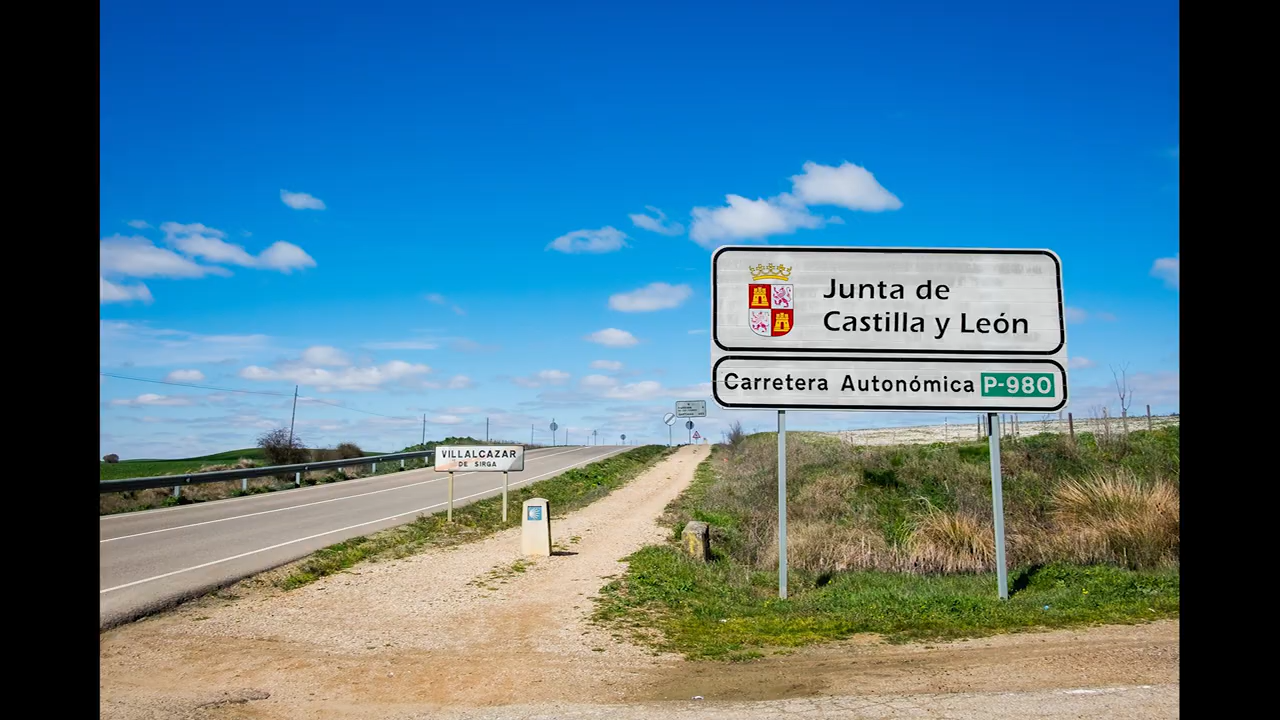 Junta de
Castilla y León
Carretera Autonómica P-980
VILLALCAZAR
DE SIRGA